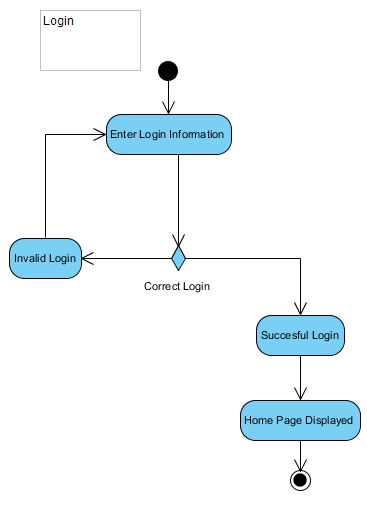 Login
Enter Login Information
Invalid Login
Correct Login
Succesful Login
Home Page Displayed